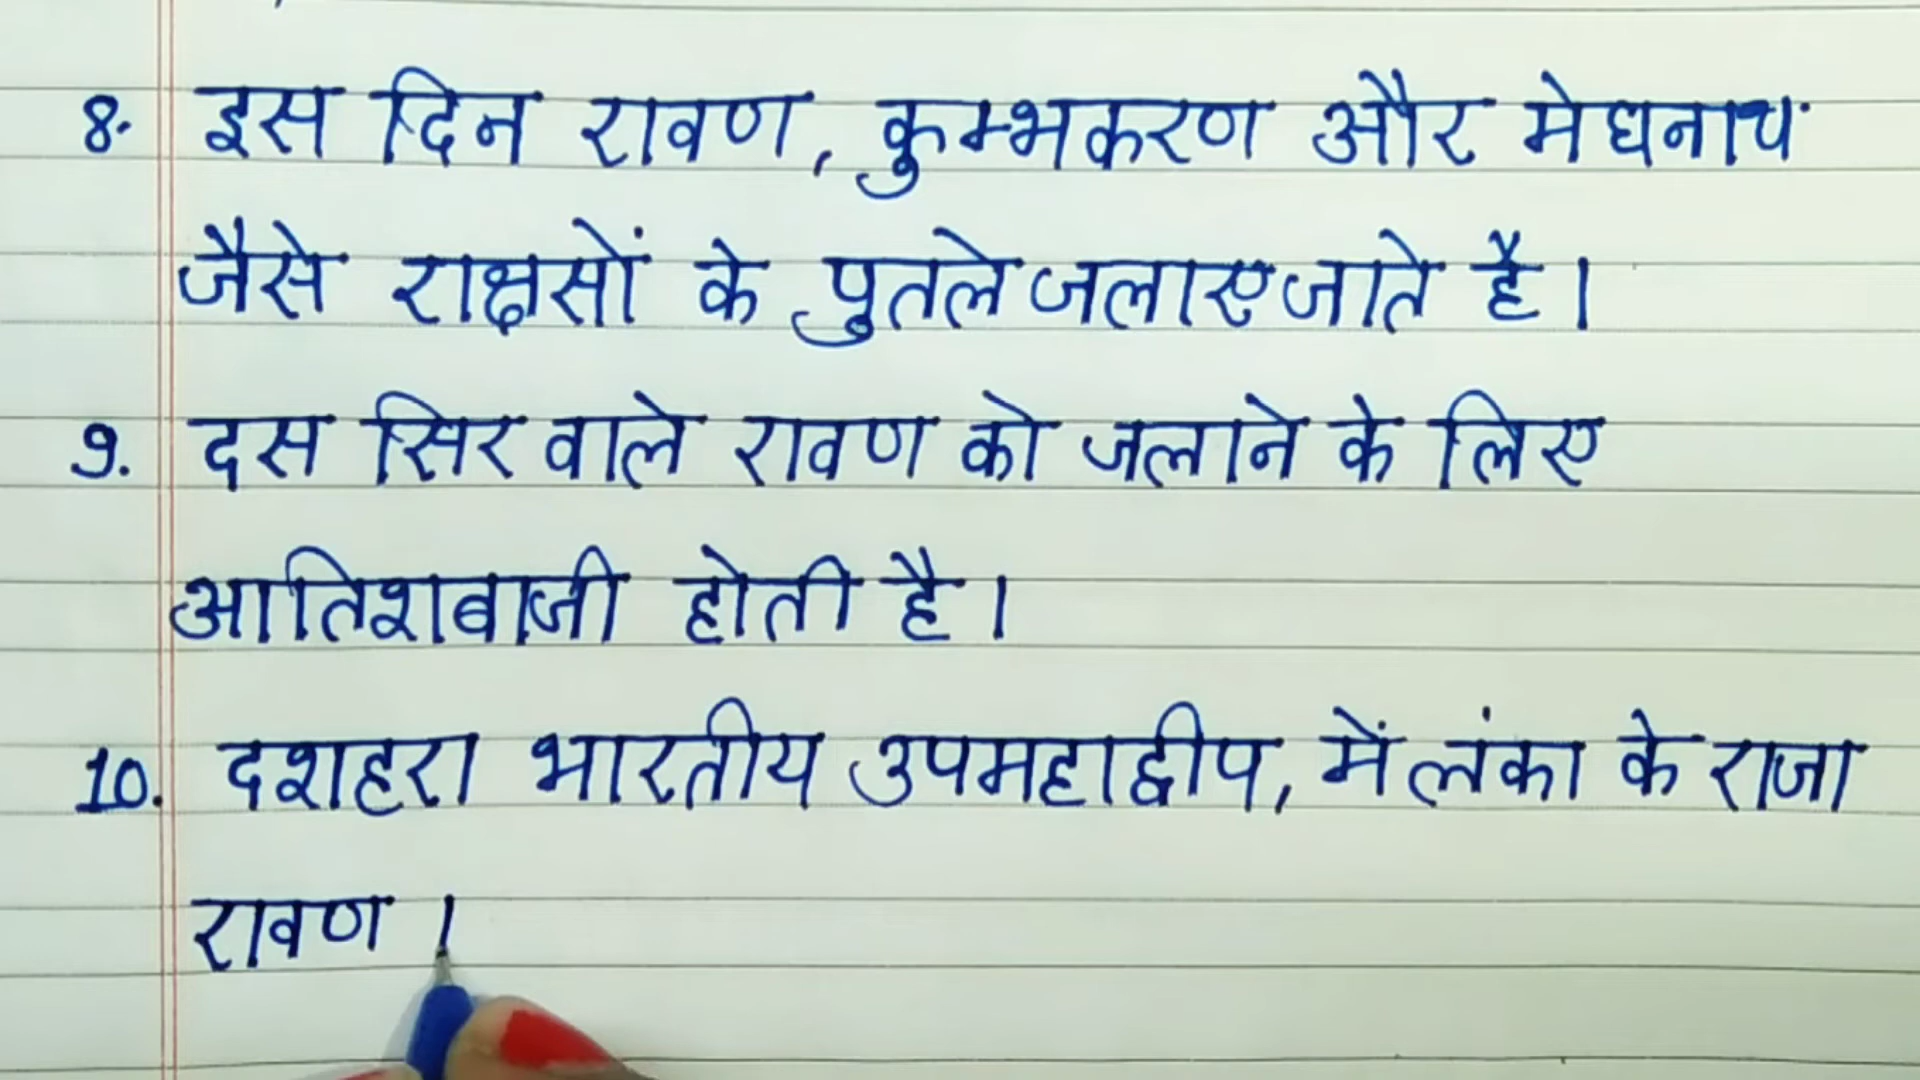 8. इस दिन रावण, कुम्भकरण और मेघनाथ
जैसे राक्षसों के पुतले जलाए जाते है।
9. दस सिर वाले रावण को जलाने के लिए
आतिशबाजी होती है।
10. दशहरा भारतीय उपमहाद्वीप, में लंका के राजा
रावण ।